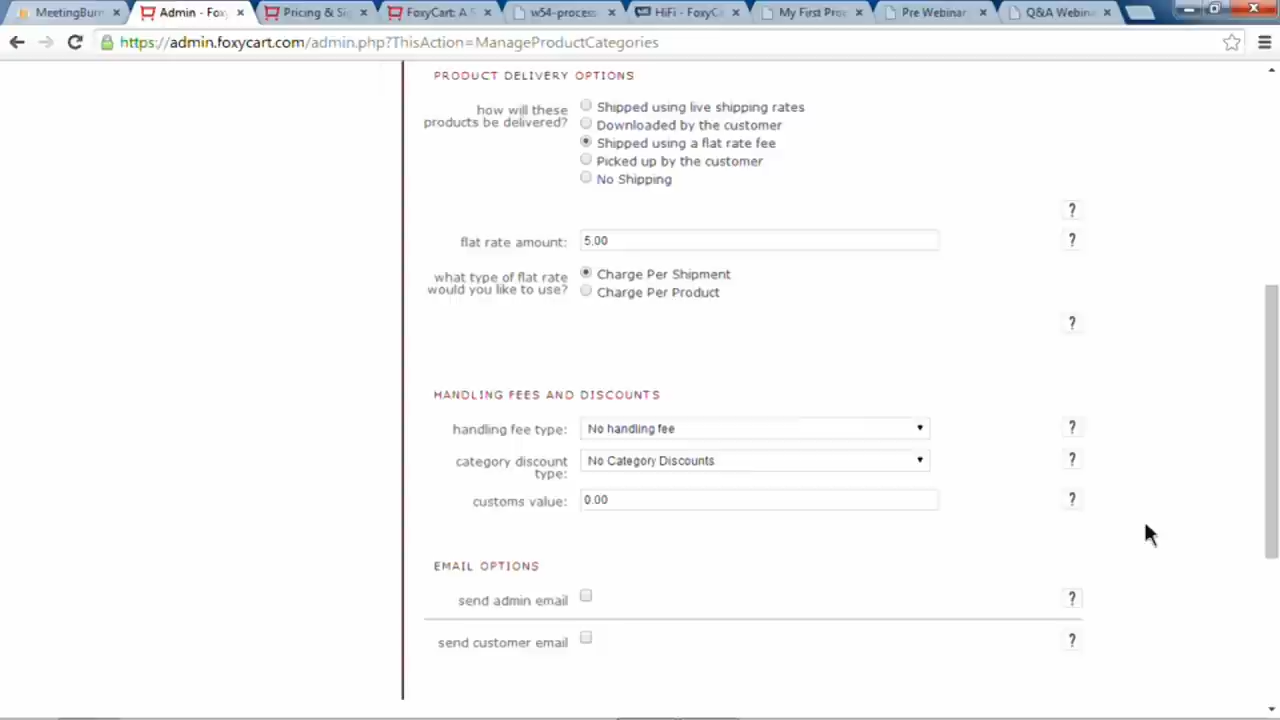 MeetingBurn
Admin - Foxy
Pricing & Si
FoxyCart: A S
w54-process
HiFi - FoxyC
My First Pro
Pre Webinar
Q&A Webina
https://admin.foxycart.com/admin.php?ThisAction=ManageProductCategories
PRODUCT DELIVERY OPTIONS
how will these
products be delivered?
Shipped using live shipping rates
Downloaded by the customer
Shipped using a flat rate fee
Picked up by the customer
No Shipping
?
flat rate amount: 5.00 ?
what type of flat rate
would you like to use?
Charge Per Shipment
Charge Per Product
?
HANDLING FEES AND DISCOUNTS
handling fee type: No handling fee ?
category discount
type:
No Category Discounts ?
customs value: 0.00 ?
EMAIL OPTIONS
send admin email ?
send customer email ?